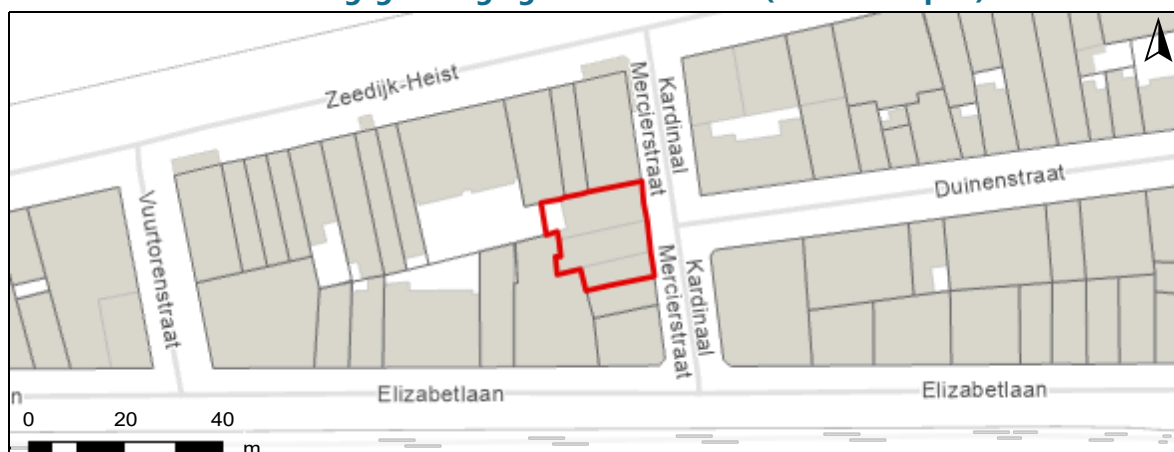 Zeedijk-Heist
Kardinaal
Mercierstraat
Duinenstraat
Vuurtorenstraat
Kardinaal
Mercierstraat
Elizabetlaan
Elizabetlaan
n
0 20 40
m